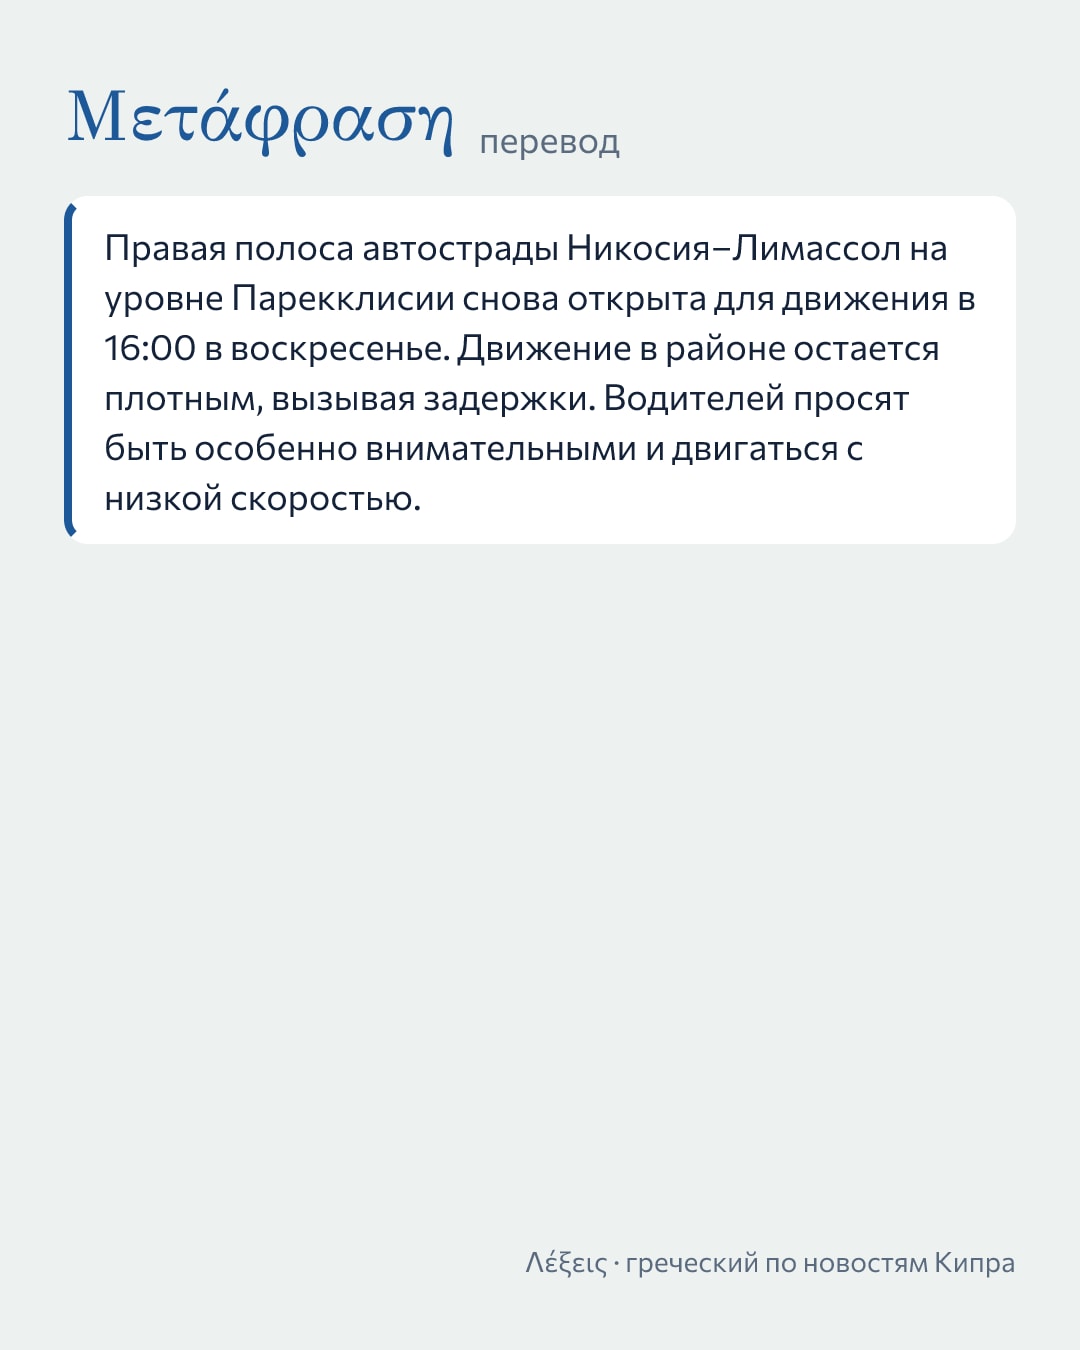 Μετάφραση перевод
Правая полоса автострады Никосия–Лимассол на
уровне Парекклисии снова открыта для движения в
16:00 в воскресенье. Движение в районе остается
плотным, вызывая задержки. Водителей просят
быть особенно внимательными и двигаться с
низкой скоростью.
Λέξεις · греческий по новостям Кипра